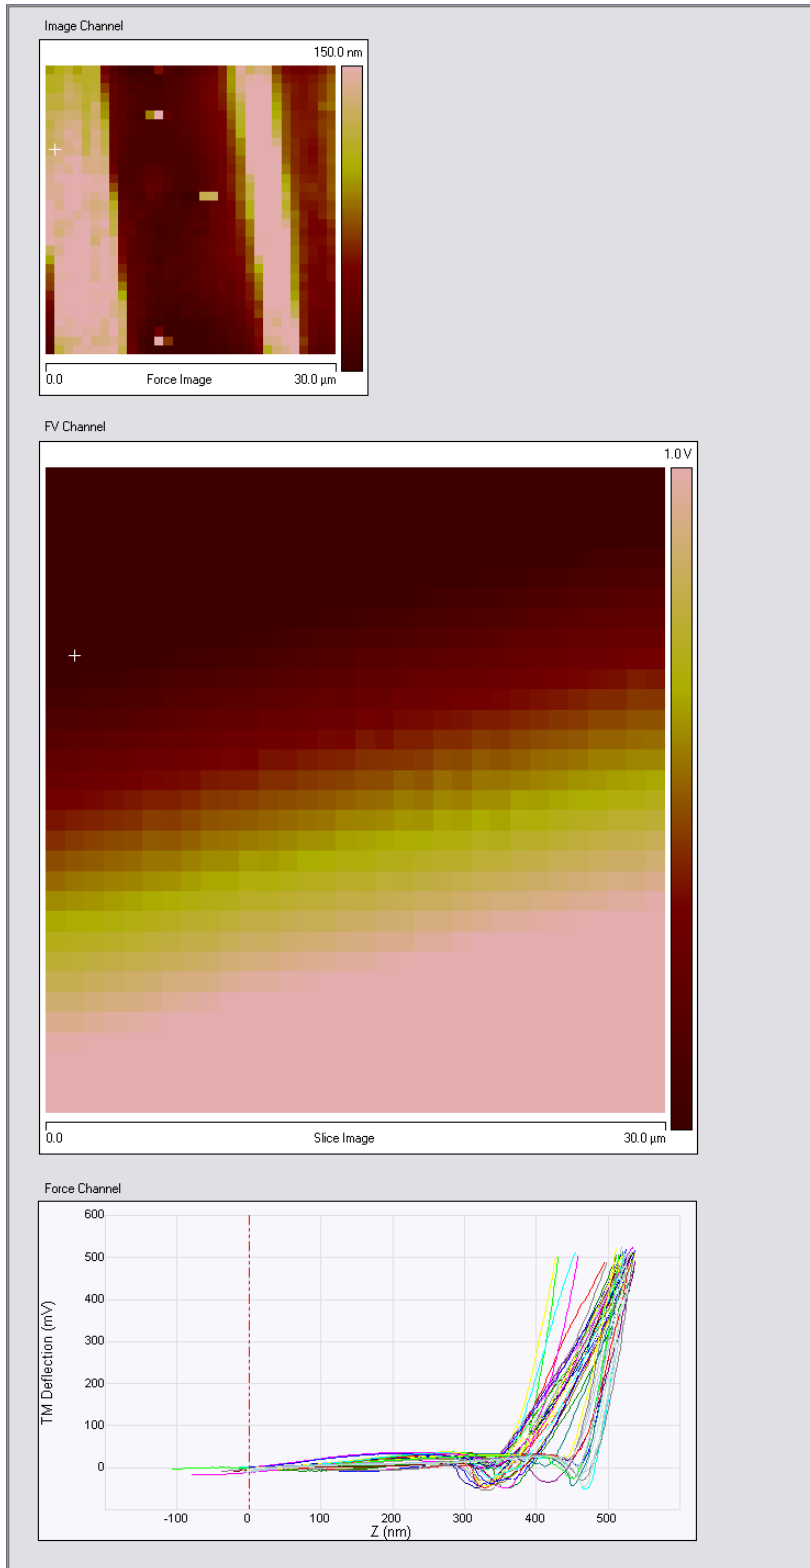 Image Channel
150.0 nm
0.0 Force Image 30.0 µm
FV Channel
1.0 V
0.0 Slice Image 30.0 µm
Force Channel
600
500
400
300
200
100
0
TM Deflection (mV)
-100 0 100 200 300 400 500
Z (nm)